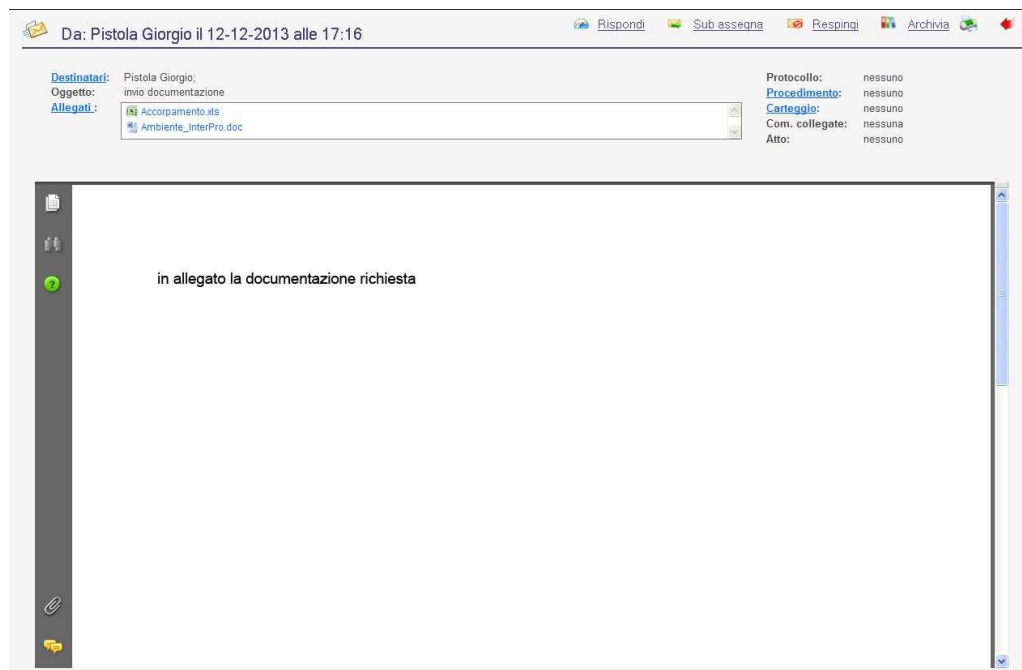 Da: Pistola Giorgio il 12-12-2013 alle 17:16
Rispondi Sub assegna Respingi Archivia
Destinatari: Pistola Giorgio;
Oggetto: invio documentazione
Allegati :
Accorpamento.xls
Ambiente_InterPro.doc
Protocollo: nessuno
Procedimento: nessuno
Carteggio: nessuno
Com. collegate: nessuna
Atto: nessuno
in allegato la documentazione richiesta